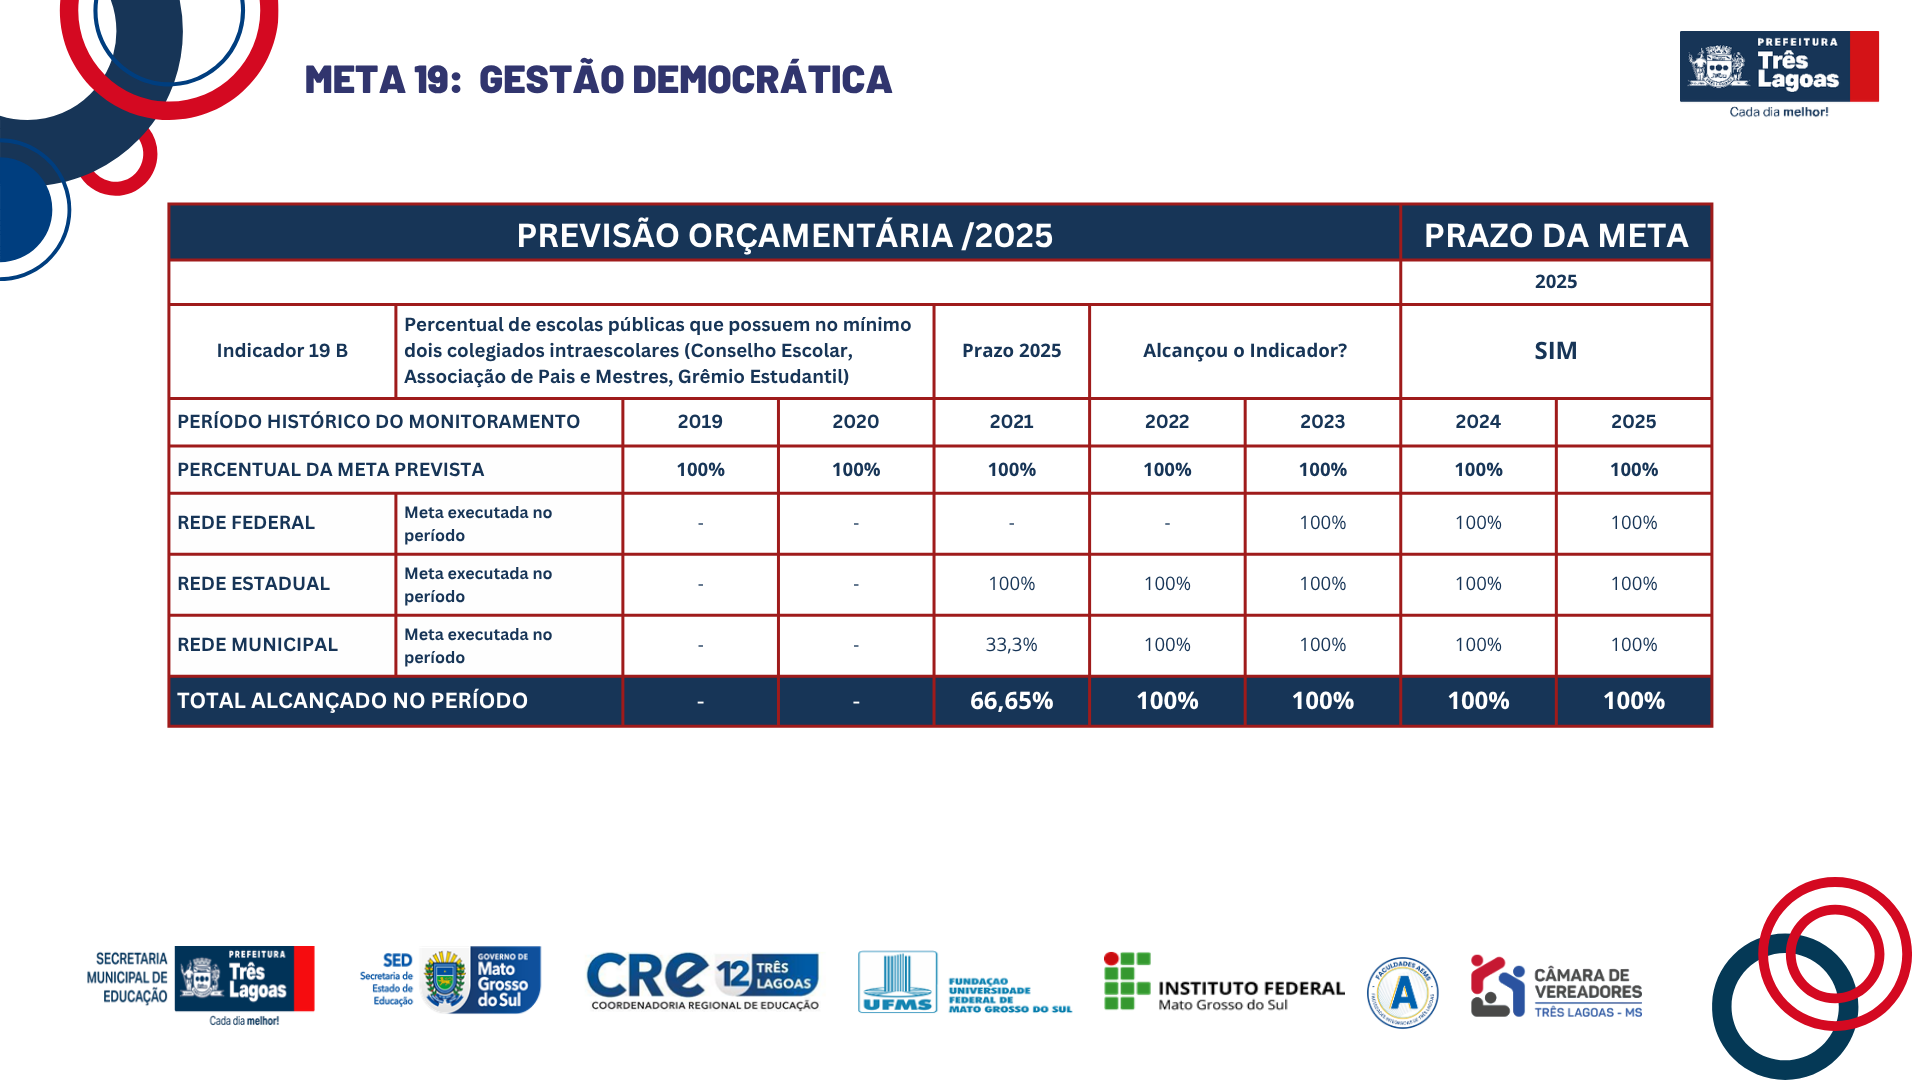 META 19: GESTÃO DEMOCRÁTICA
PREFEITURA
Três
Lagoas
Cada dia melhor!
PREVISÃO ORÇAMENTÁRIA /2025 PRAZO DA META
2025
Indicador 19 B
Percentual de escolas públicas que possuem no mínimo
dois colegiados intraescolares (Conselho Escolar,
Associação de Pais e Mestres, Grêmio Estudantil)
Prazo 2025
Alcançou o Indicador?
SIM
PERÍODO HISTÓRICO DO MONITORAMENTO 2019 2020 2021 2022 2023 2024 2025
PERCENTUAL DA META PREVISTA 100% 100% 100% 100% 100% 100% 100%
REDE FEDERAL
Meta executada no
período
- - - - 100% 100% 100%
REDE ESTADUAL
Meta executada no
período
- - 100% 100% 100% 100% 100%
REDE MUNICIPAL
Meta executada no
período
- - 33,3% 100% 100% 100% 100%
TOTAL ALCANÇADO NO PERÍODO - - 66,65% 100% 100% 100% 100%
SECRETARIA
MUNICIPAL DE
EDUCAÇÃO
PREFEITURA
Três
Lagoas
Cada dia melhor!
SED
Secretaria de
Estado de
Educação
GOVERNO DE
Mato
Grosso
do Sul
CRE 12 TRÊS
LAGOAS
COORDENADORIA REGIONAL DE EDUCAÇÃO
UFMS
FUNDAÇAO
UNIVERSIDADE
FEDERAL DE
MATO GROSSO DO SUL
INSTITUTO FEDERAL
Mato Grosso do Sul
FACULDADES AEMS
A
CÂMARA DE
VEREADORES
TRÊS LAGOAS - MS